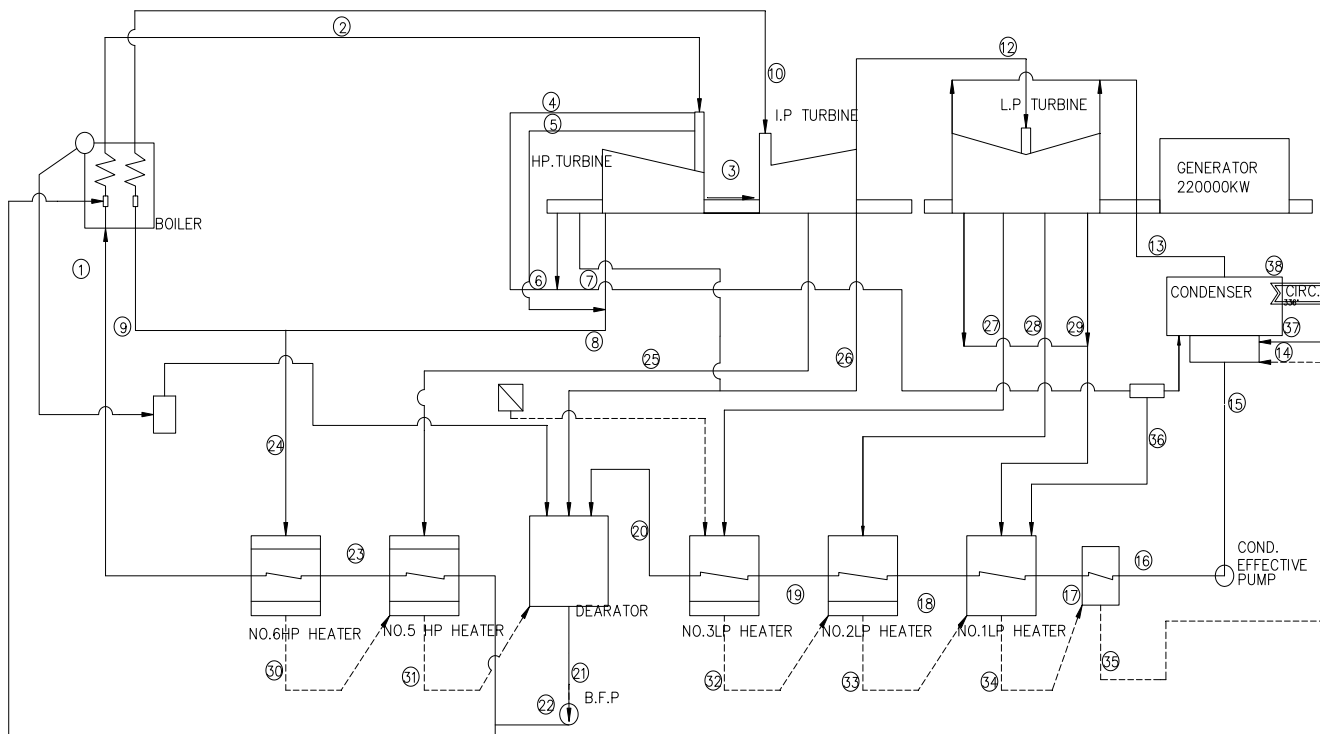 2
12
10
4
I.P TURBINE
L.P TURBINE
5
HP.TURBINE
3
GENERATOR
220000KW
BOILER
13
1
38
6
7
CONDENSER
CIRC.
336'
9
8
27
28
29
37
14
25
26
15
24
36
20
23
16
COND.
EFFECTIVE
PUMP
19
18
17
DEARATOR
NO.6HP HEATER
NO.5 HP HEATER
NO.3LP HEATER
NO.2LP HEATER
NO.1LP HEATER
30
31
21
32
33
34
35
22
B.F.P